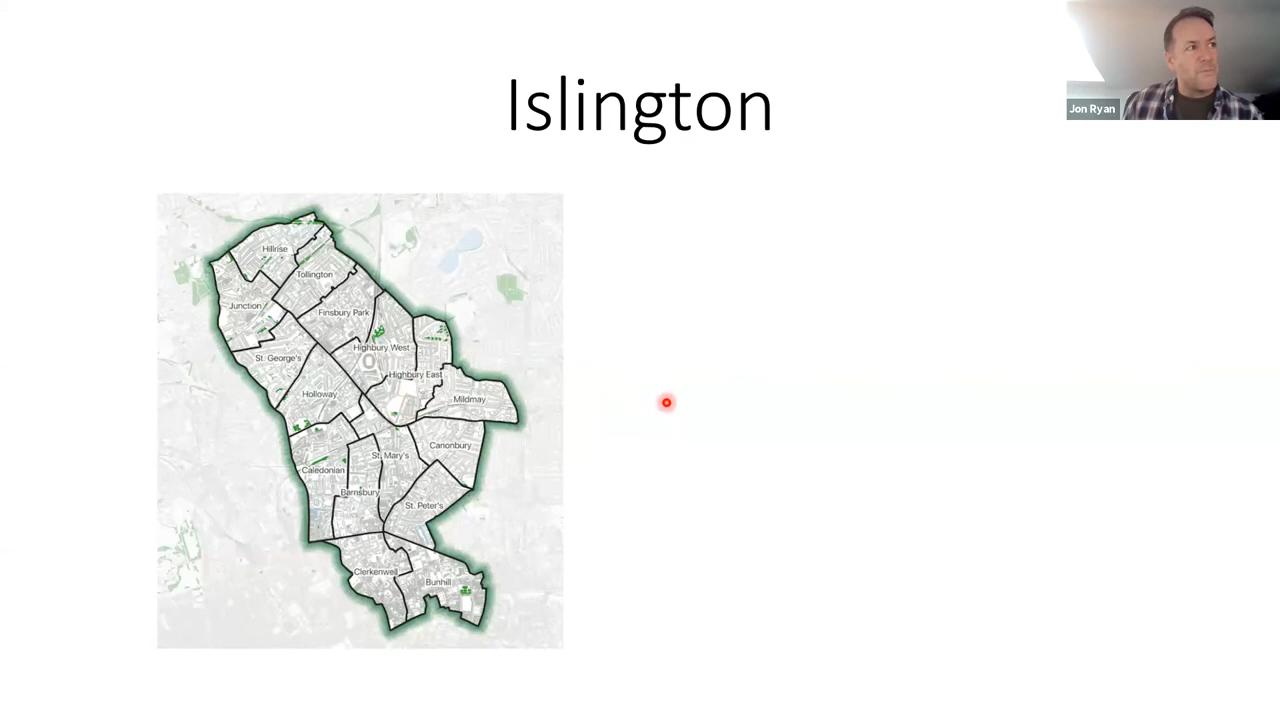 Islington
Jon Ryan
Hillrise
Tollington
Junction
Finsbury Park
Highbury West
St. George's
Highbury East
Holloway
Mildmay
Canonbury
St. Mary's
Caledonian
Barnsbury
St. Peter's
Clerkenwell
Bunhill